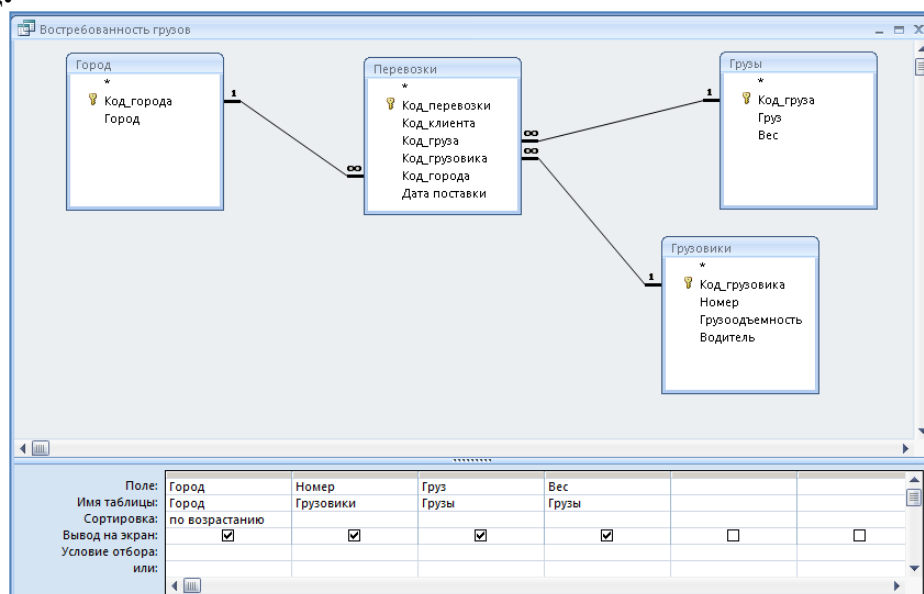 Востребованность грузов
Город
*
Код_города
Город
1
∞
Перевозки
*
Код_перевозки
Код_клиента
Код_груза
Код_грузовика
Код_города
Дата поставки
∞
∞
Грузы
*
Код_груза
Груз
Вес
1
Грузовики
*
Код_грузовика
Номер
Грузоодъемность
Водитель
1
Поле: Город Номер Груз Вес
Имя таблицы: Город Грузовики Грузы Грузы
Сортировка: по возрастанию
Вывод на экран:
Условие отбора:
или: